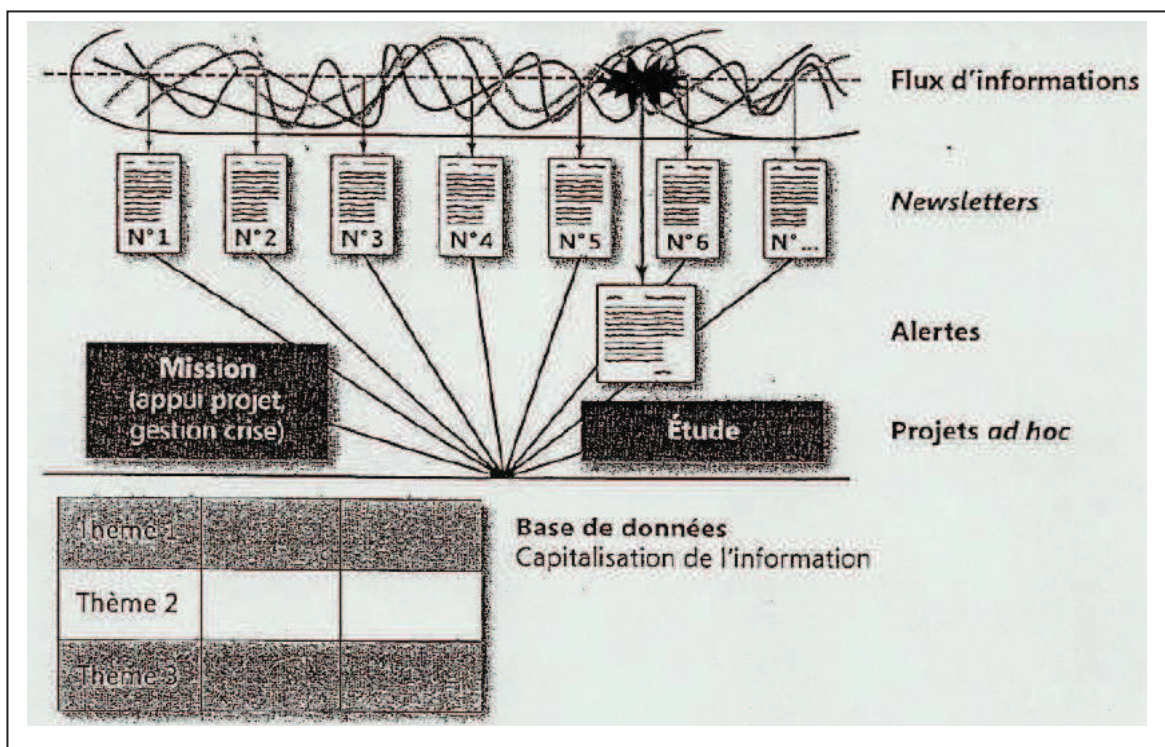 Flux d'informations
N°1
N°2
N°3
N°4
N°5
N°6
N°...
Newsletters
Alertes
Mission
(appui projet,
gestion crise)
Étude
Projets ad hoc
Thème 1
Thème 2
Thème 3
Base de données
Capitalisation de l'information